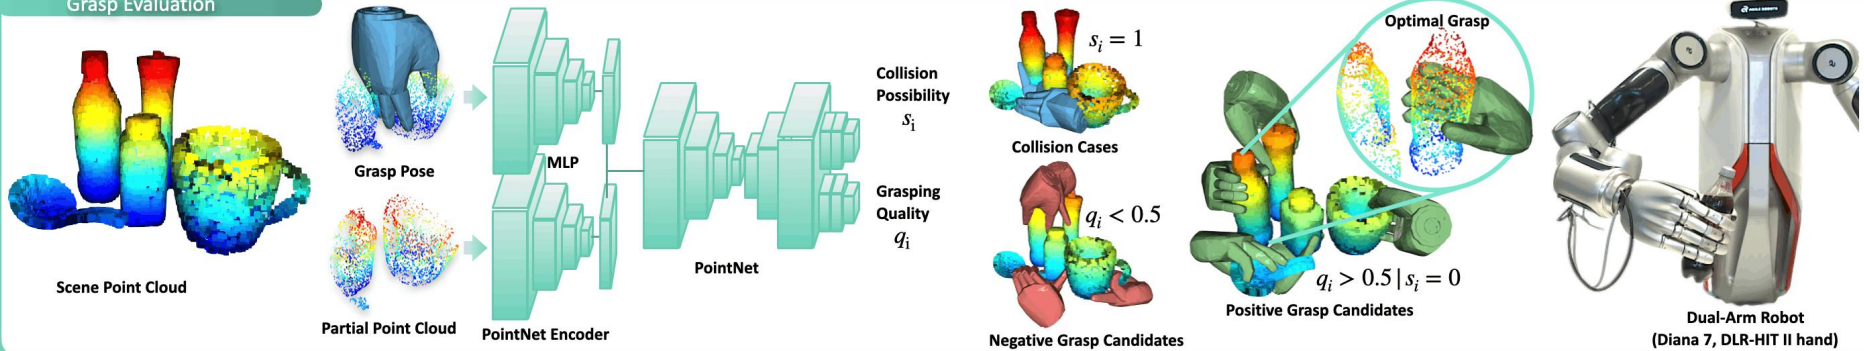 Grasp Evaluation
Scene Point Cloud
Grasp Pose
Partial Point Cloud
MLP
PointNet Encoder
PointNet
Collision
Possibility
s_i
Grasping
Quality
q_i
s_i = 1
Collision Cases
q_i < 0.5
Negative Grasp Candidates
Optimal Grasp
q_i > 0.5 | s_i = 0
Positive Grasp Candidates
AGILE ROBOTS
Dual-Arm Robot
(Diana 7, DLR-HIT II hand)